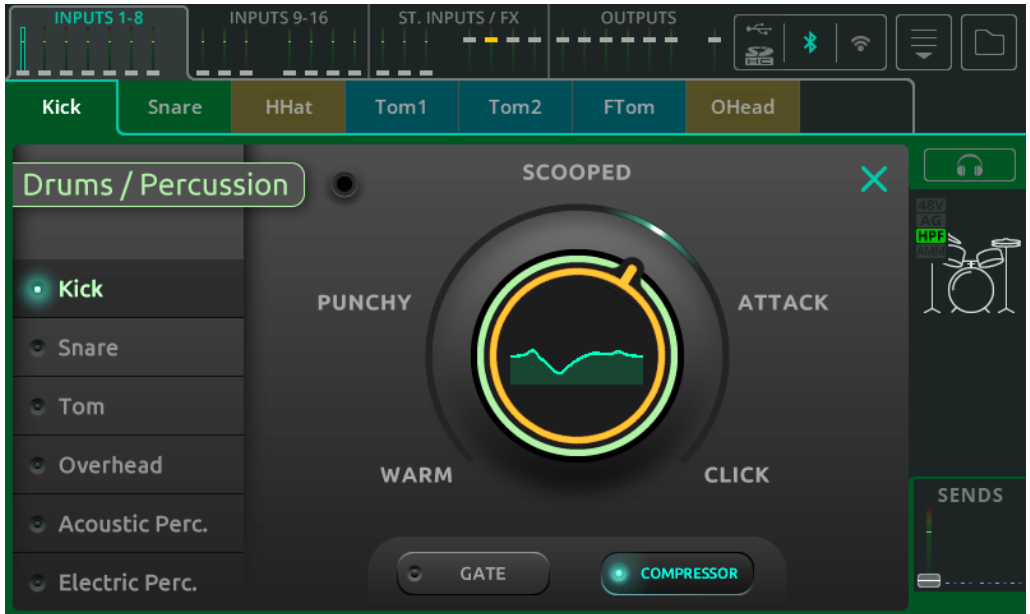 INPUTS 1-8
INPUTS 9-16
ST. INPUTS / FX
OUTPUTS
Kick
Snare
HHat
Tom1
Tom2
FTom
OHead
Drums / Percussion
SCOOPED
48V
AG
HPF
AMM
Kick
PUNCHY
ATTACK
Snare
Tom
Overhead
WARM
CLICK
SENDS
Acoustic Perc.
Electric Perc.
GATE
COMPRESSOR